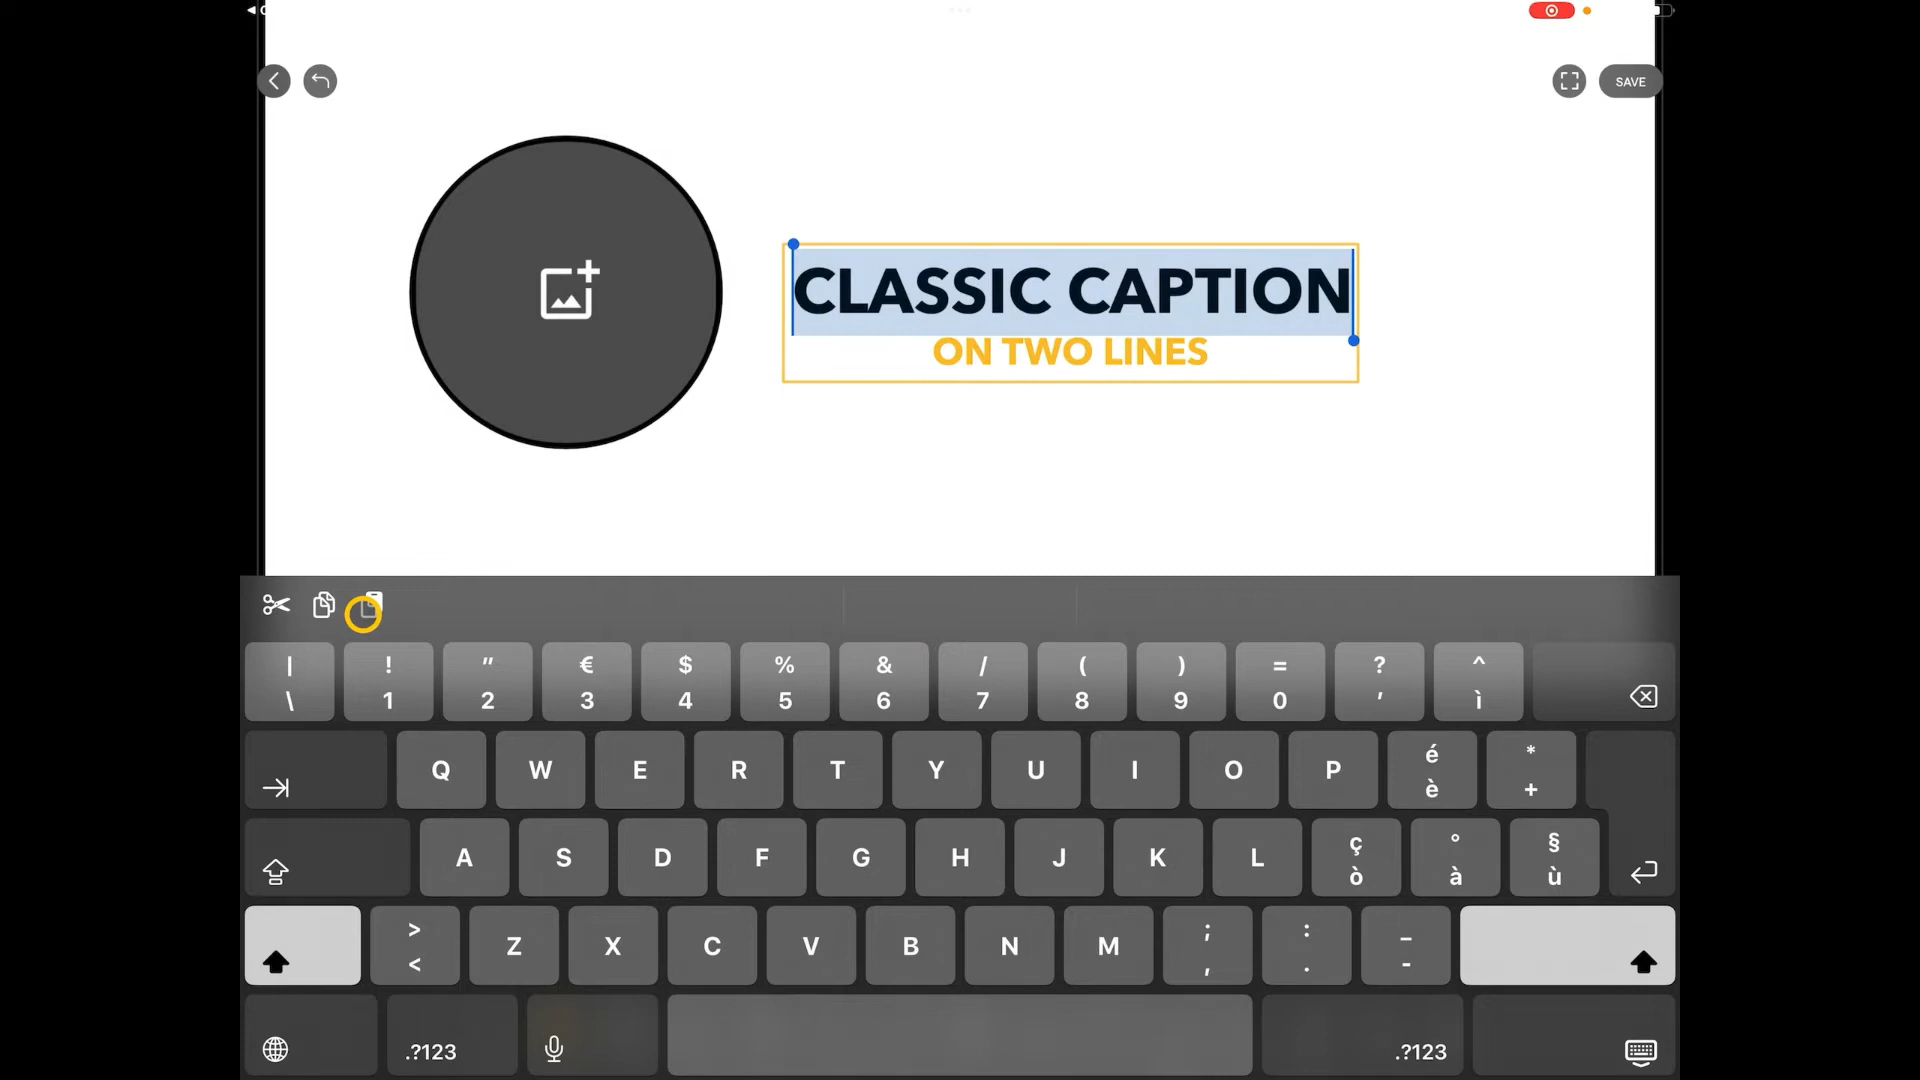 SAVE
CLASSIC CAPTION
ON TWO LINES
| ! " € $ % & / ( ) = ? ^
\ 1 2 3 4 5 6 7 8 9 0 ' ì
Q W E R T Y U I O P é *
è +
A S D F G H J K L ç ° §
ò à ù
> Z X C V B N M ; : _
< , . -
.?123 .?123